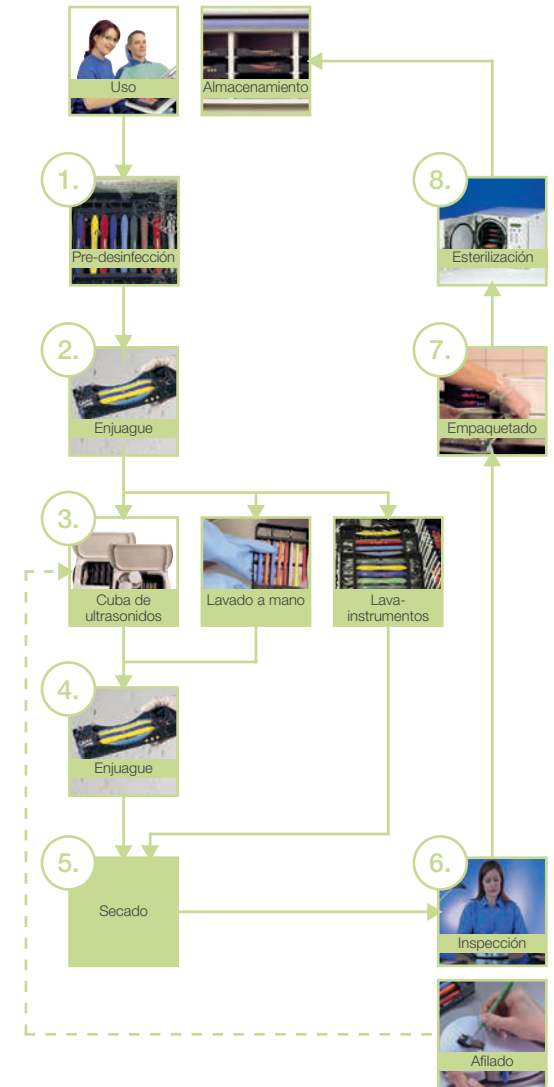 Uso
Almacenamiento
1.
Pre-desinfección
8.
Esterilización
2.
Enjuague
7.
Empaquetado
3.
Cuba de
ultrasonidos
Lavado a mano
Lava-
instrumentos
4.
Enjuague
5.
Secado
6.
Inspección
Afilado